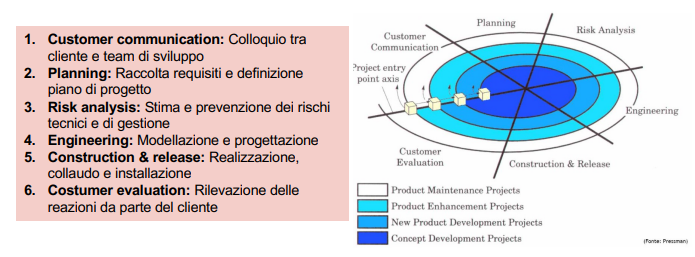 1. Customer communication: Colloquio tra
cliente e team di sviluppo
2. Planning: Raccolta requisiti e definizione
piano di progetto
3. Risk analysis: Stima e prevenzione dei rischi
tecnici e di gestione
4. Engineering: Modellazione e progettazione
5. Construction & release: Realizzazione,
collaudo e installazione
6. Costumer evaluation: Rilevazione delle
reazioni da parte del cliente
Planning
Customer
Communication
Risk Analysis
Project entry
point axis
Engineering
Customer
Evaluation
Construction & Release
Product Maintenance Projects
Product Enhancement Projects
New Product Development Projects
Concept Development Projects
(Fonte: Pressman)